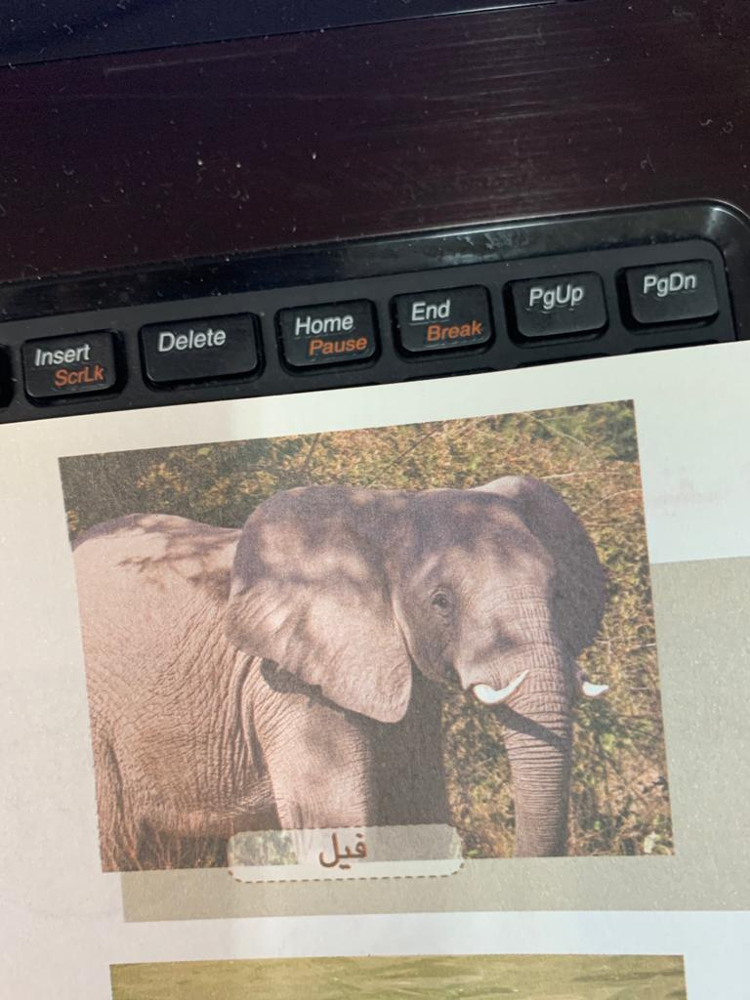 Insert
ScrLk
Delete
Home
Pause
End
Break
PgUp
PgDn
فيل